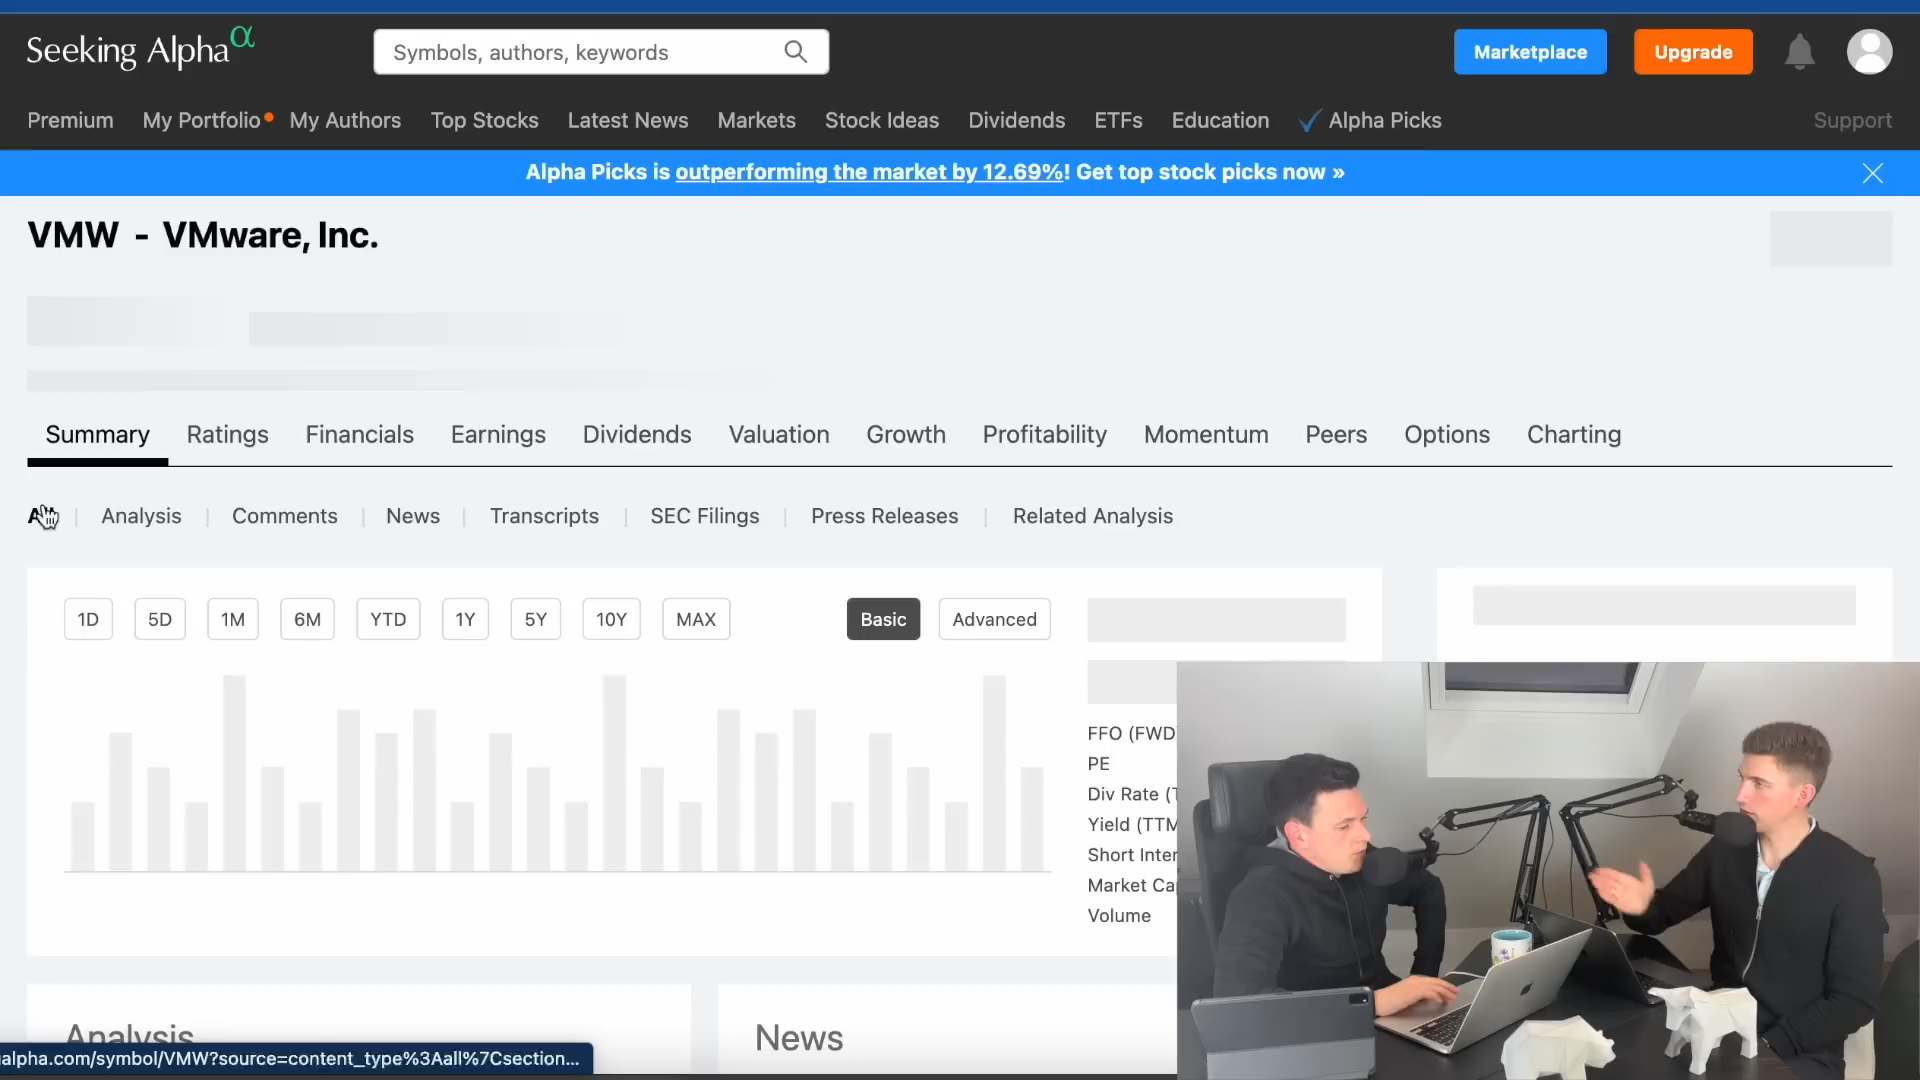 Seeking Alpha α
Symbols, authors, keywords
Marketplace
Upgrade
Premium
My Portfolio
My Authors
Top Stocks
Latest News
Markets
Stock Ideas
Dividends
ETFs
Education
Alpha Picks
Support
Alpha Picks is outperforming the market by 12.69%! Get top stock picks now »
VMW - VMware, Inc.
Summary
Ratings
Financials
Earnings
Dividends
Valuation
Growth
Profitability
Momentum
Peers
Options
Charting
Analysis
Comments
News
Transcripts
SEC Filings
Press Releases
Related Analysis
1D
5D
1M
6M
YTD
1Y
5Y
10Y
MAX
Basic
Advanced
FFO (FWD
PE
Div Rate (
Yield (TTM
Short Inter
Market Ca
Volume
Analysis
News
alpha.com/symbol/VMW?source=content_type%3Aall%7Csection...